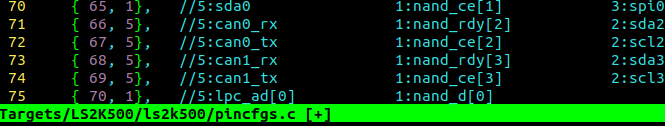 70 { 65, 1}, //5:sda0 1:nand_ce[1] 3:spi0
71 { 66, 5}, //5:can0_rx 1:nand_rdy[2] 2:sda2
72 { 67, 5}, //5:can0_tx 1:nand_ce[2] 2:scl2
73 { 68, 5}, //5:can1_rx 1:nand_rdy[3] 2:sda3
74 { 69, 5}, //5:can1_tx 1:nand_ce[3] 2:scl3
75 { 70, 1}, //5:lpc_ad[0] 1:nand_d[0]
Targets/LS2K500/ls2k500/pincfgs.c [+]